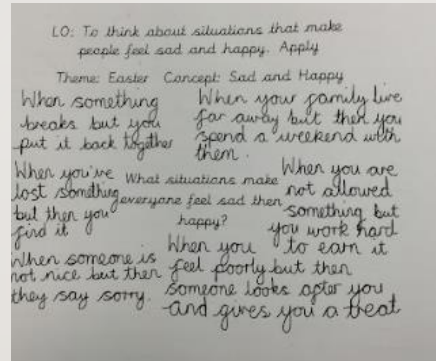 LO: To think about situations that make
people feel sad and happy. Apply
Theme: Easter Concept: Sad and Happy
When something
breaks but you
put it back together
When your family live
far away but then you
spend a weekend with
them.
When you've
lost something
but then you
find it
What situations make
everyone feel sad then
happy?
When you are
not allowed
something but
you work hard
to earn it
When someone is
not nice but then
they say sorry.
When you
feel poorly but then
someone looks after you
and gives you a treat